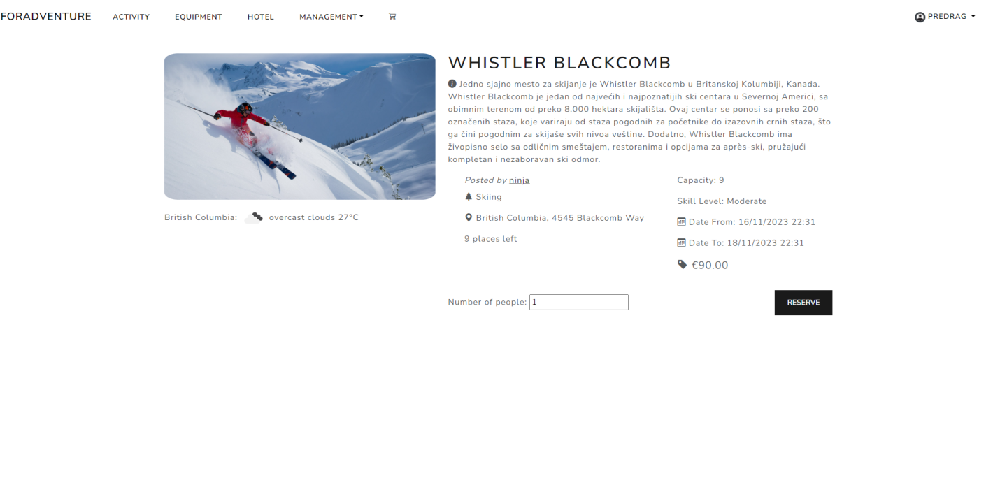 FORADVENTURE ACTIVITY EQUIPMENT HOTEL MANAGEMENT PREDRAG
WHISTLER BLACKCOMB
Jedno sjajno mesto za skijanje je Whistler Blackcomb u Britanskoj Kolumbiji, Kanada.
Whistler Blackcomb je jedan od najvećih i najpoznatijih ski centara u Severnoj Americi, sa
obimnim terenom od preko 8.000 hektara skijališta. Ovaj centar se ponosi sa preko 200
označenih staza, koje variraju od staza pogodnih za početnike do izazovnih crnih staza, što
ga čini pogodnim za skijaše svih nivoa veštine. Dodatno, Whistler Blackcomb ima
živopisno selo sa odličnim smeštajem, restoranima i opcijama za après-ski, pružajući
kompletan i nezaboravan ski odmor.
British Columbia: overcast clouds 27°C
Posted by ninja
Skiing
British Columbia, 4545 Blackcomb Way
9 places left
Capacity: 9
Skill Level: Moderate
Date From: 16/11/2023 22:31
Date To: 18/11/2023 22:31
€90.00
Number of people: 1
RESERVE